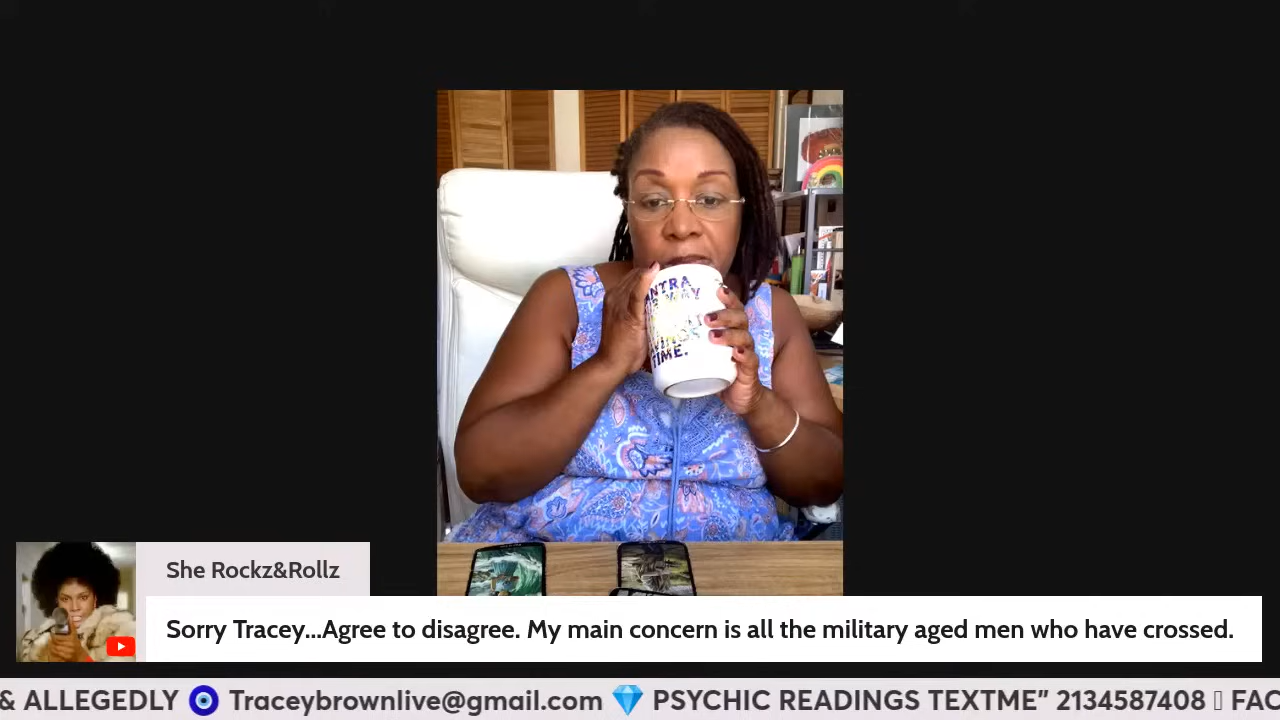 TIME.
She Rockz&Rollz
Sorry Tracey...Agree to disagree. My main concern is all the military aged men who have crossed.
& ALLEGEDLY 🧿 Traceybrownlive@gmail.com 💎 PSYCHIC READINGS TEXTME” 2134587408 ▯ FAC